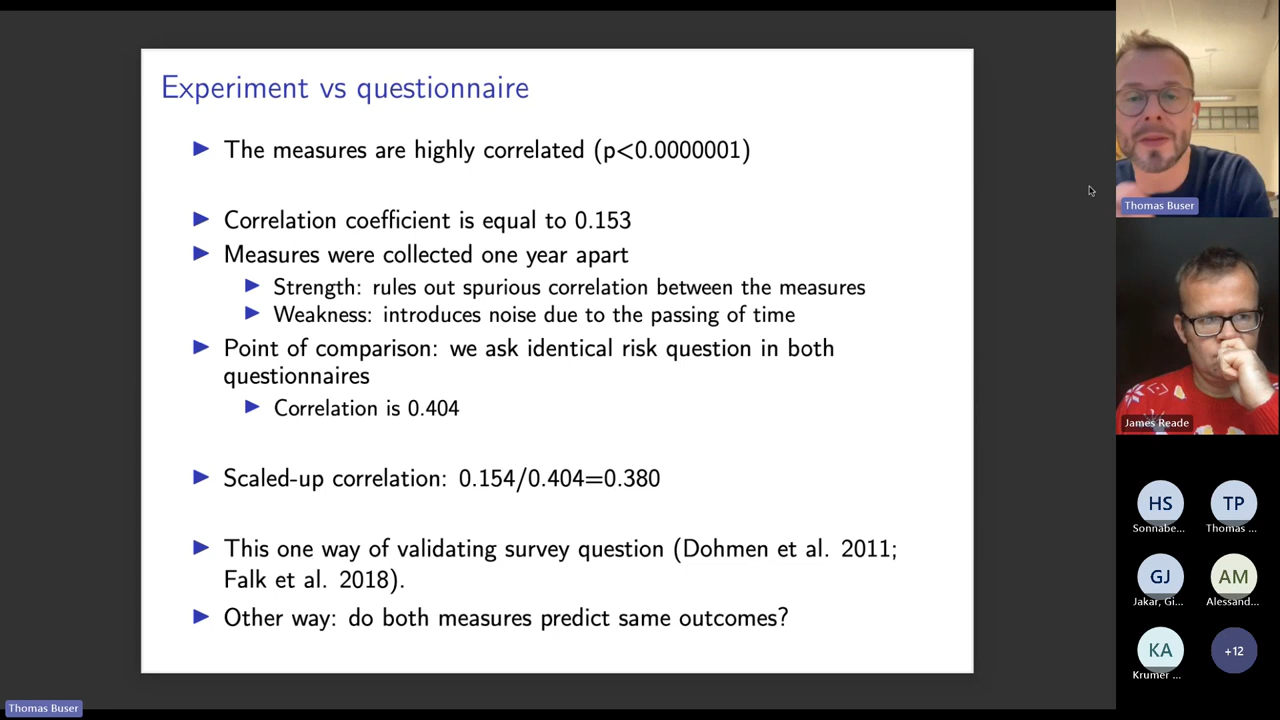 Experiment vs questionnaire
The measures are highly correlated (p<0.0000001)
Correlation coefficient is equal to 0.153
Measures were collected one year apart
Strength: rules out spurious correlation between the measures
Weakness: introduces noise due to the passing of time
Point of comparison: we ask identical risk question in both
questionnaires
Correlation is 0.404
Scaled-up correlation: 0.154/0.404=0.380
This one way of validating survey question (Dohmen et al. 2011;
Falk et al. 2018).
Other way: do both measures predict same outcomes?
Thomas Buser
James Reade
HS
TP
Sonnabe...
Thomas ...
GJ
AM
Jakar, Gi...
Alessand...
KA
+12
Krumer ...
Thomas Buser